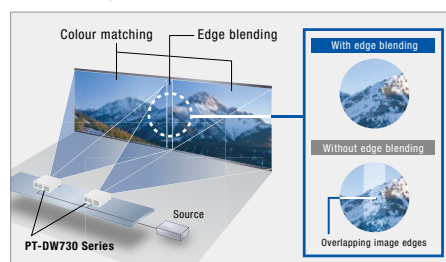 Colour matching
Edge blending
With edge blending
Without edge blending
Source
PT-DW730 Series
Overlapping image edges